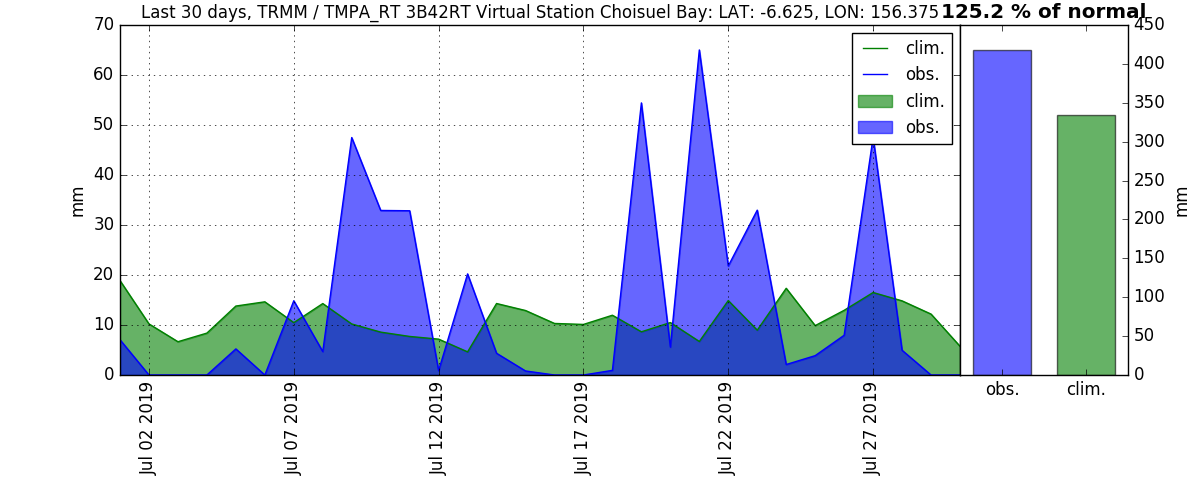 Last 30 days, TRMM / TMPA_RT 3B42RT Virtual Station Choisuel Bay: LAT: -6.625, LON: 156.375
125.2 % of normal
70
60
50
40
30
20
10
0
mm
clim.
obs.
clim.
obs.
Jul 02 2019
Jul 07 2019
Jul 12 2019
Jul 17 2019
Jul 22 2019
Jul 27 2019
450
400
350
300
250
200
150
100
50
0
mm
obs.
clim.